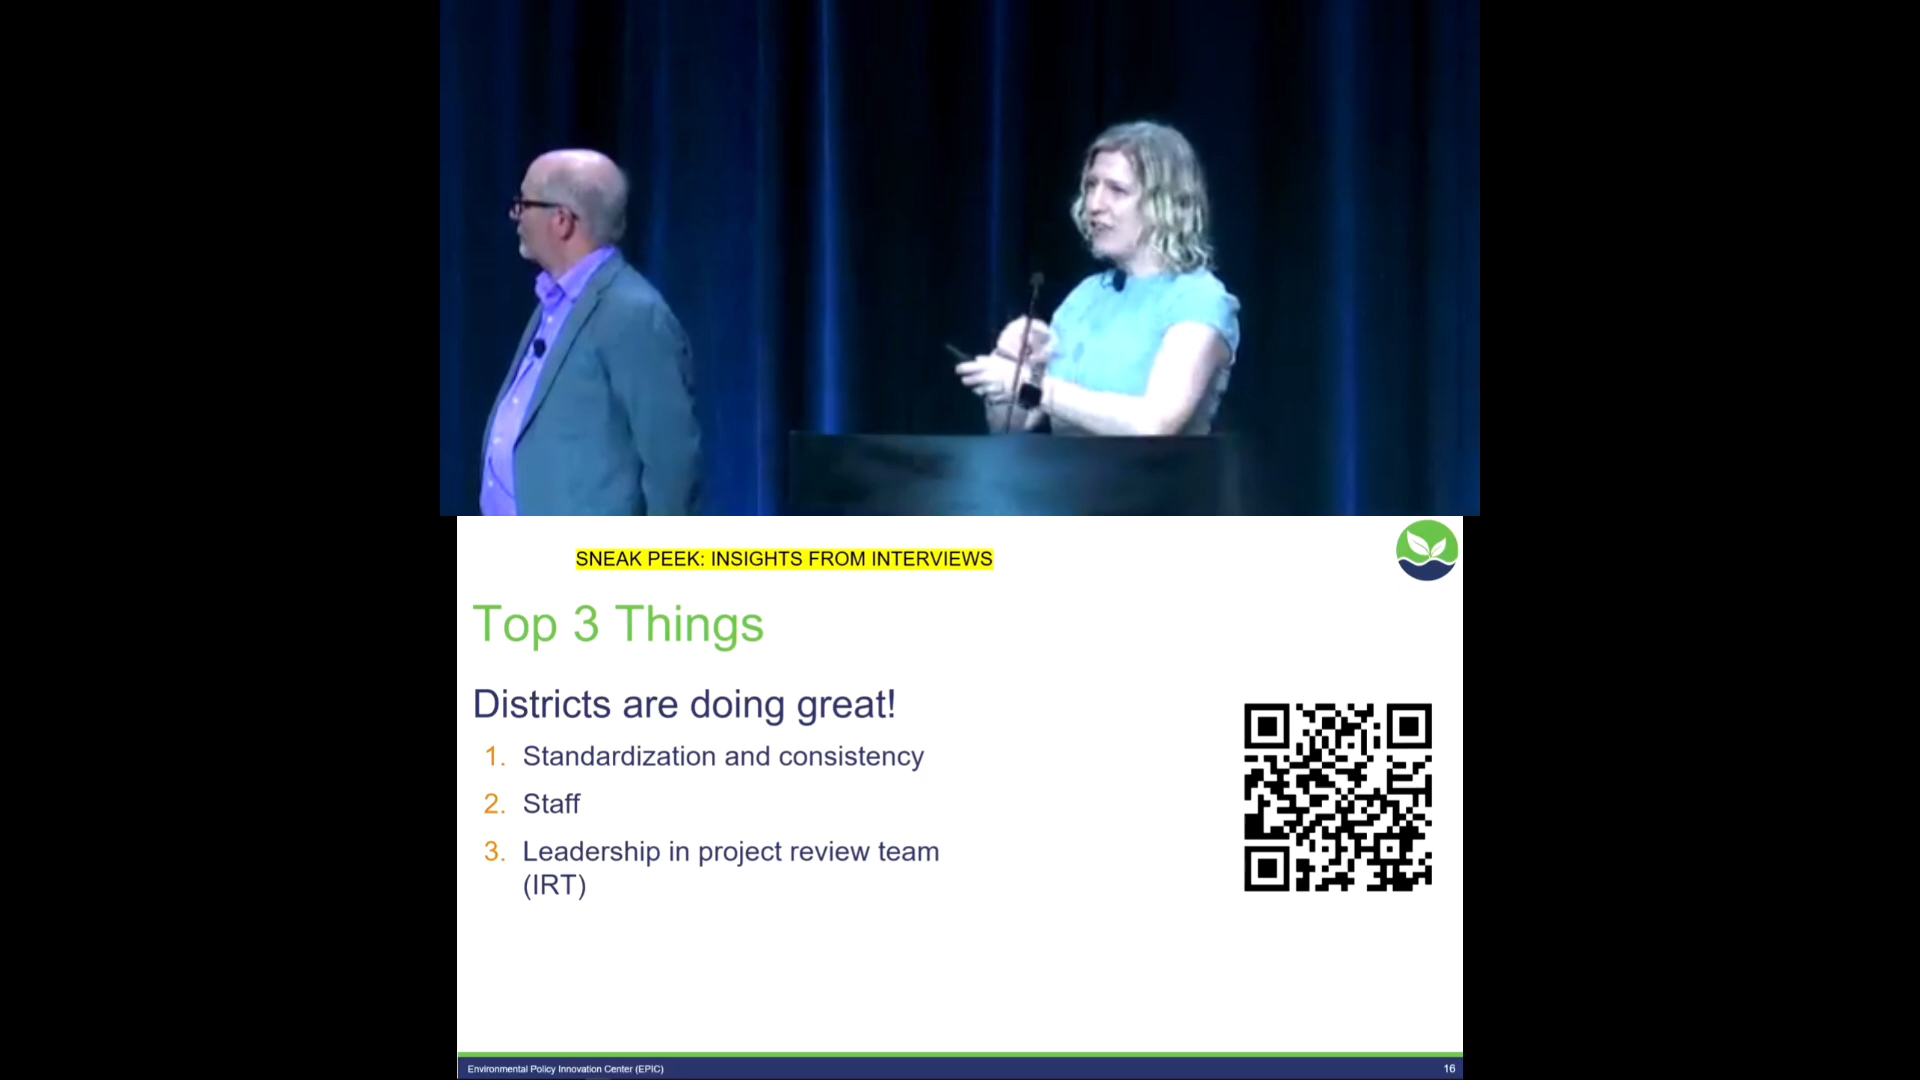 SNEAK PEEK: INSIGHTS FROM INTERVIEWS
Top 3 Things
Districts are doing great!
1. Standardization and consistency
2. Staff
3. Leadership in project review team
(IRT)
Environmental Policy Innovation Center (EPIC)
16